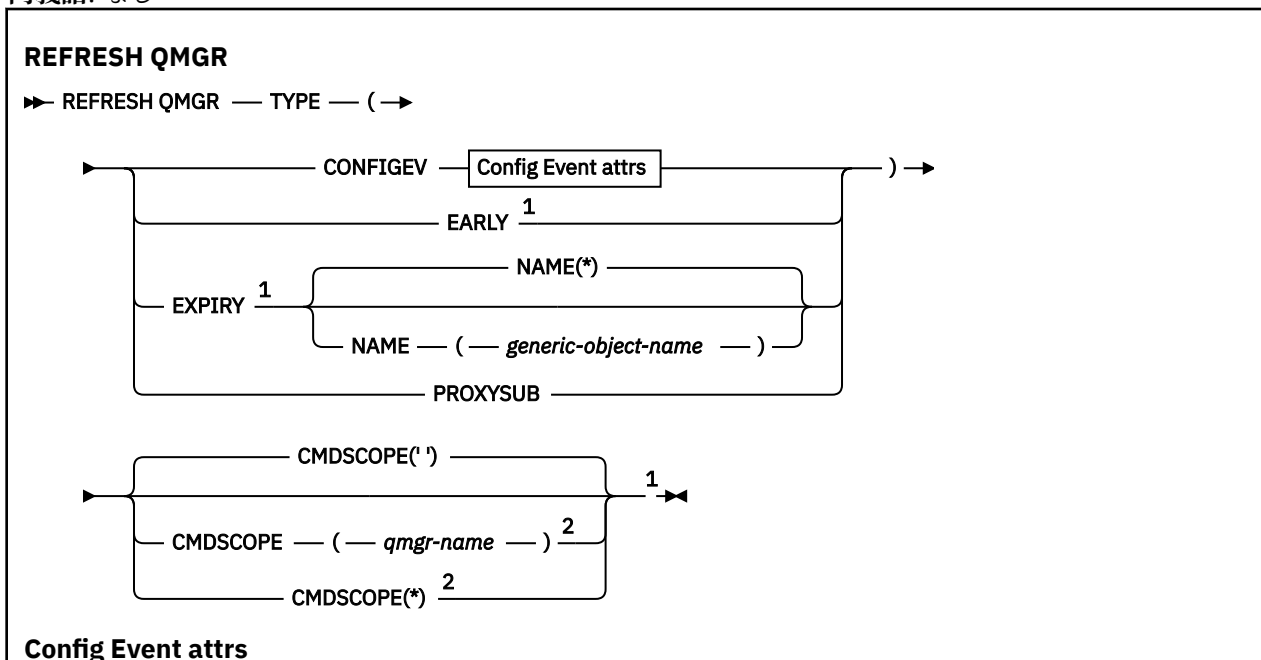 REFRESH QMGR
REFRESH QMGR TYPE (
CONFIGEV Config Event attrs )
EARLY 1
NAME(*)
EXPIRY 1
NAME ( generic-object-name )
PROXYSUB
CMDSCOPE(' ')
1
CMDSCOPE ( qmgr-name ) 2
CMDSCOPE(*) 2
Config Event attrs